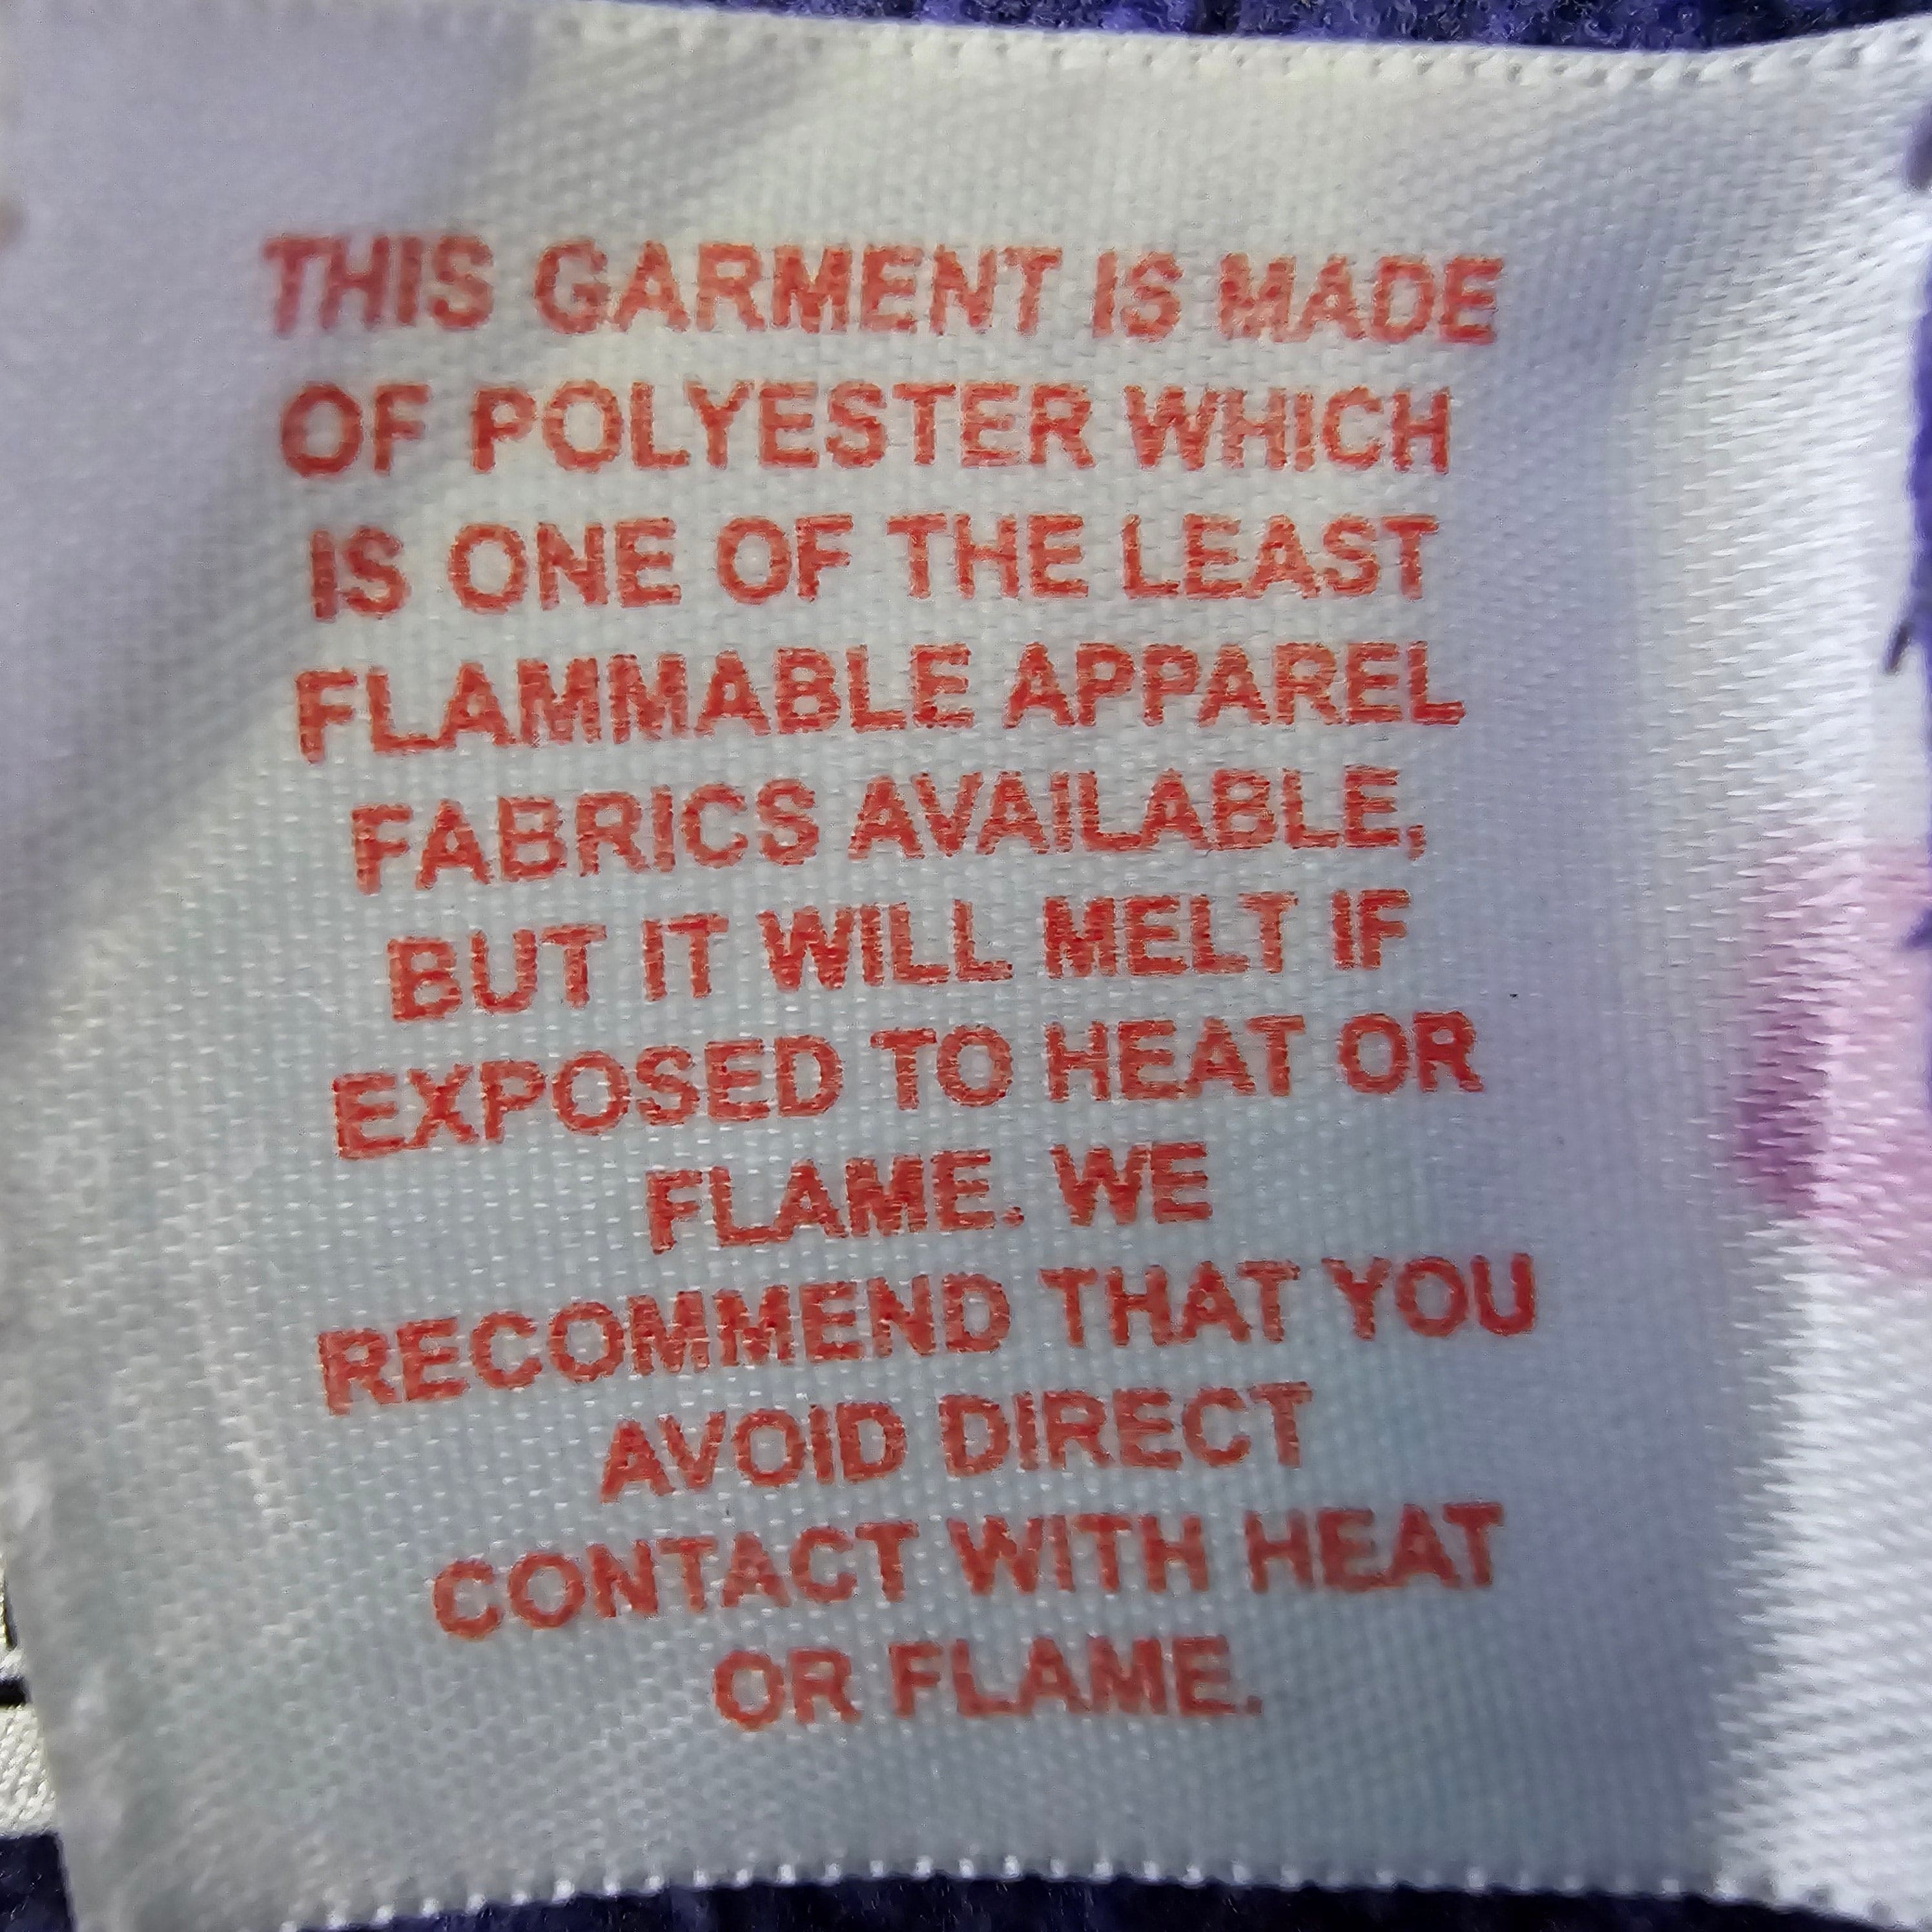 THIS GARMENT IS MADE
OF POLYESTER WHICH
IS ONE OF THE LEAST
FLAMMABLE APPAREL
FABRICS AVAILABLE,
BUT IT WILL MELT IF
EXPOSED TO HEAT OR
FLAME. WE
RECOMMEND THAT YOU
AVOID DIRECT
CONTACT WITH HEAT
OR FLAME.